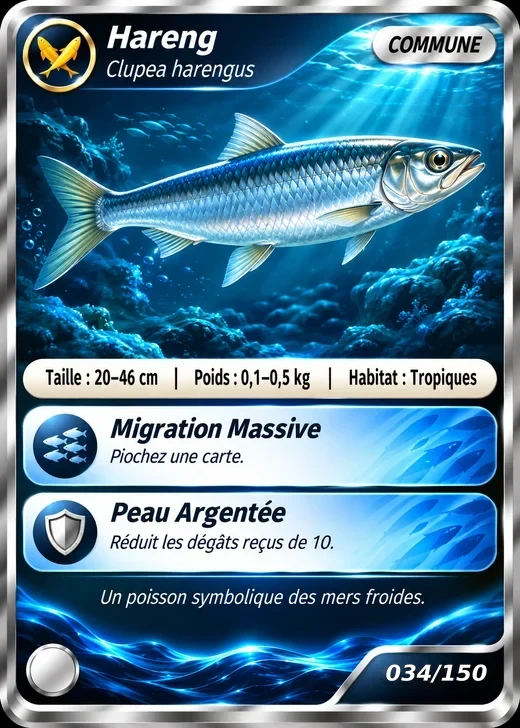 Hareng
Clupea harengus
COMMUNE
Taille : 20–46 cm | Poids : 0,1–0,5 kg | Habitat : Tropiques
Migration Massive
Piochez une carte.
Peau Argentée
Réduit les dégâts reçus de 10.
Un poisson symbolique des mers froides.
034/150